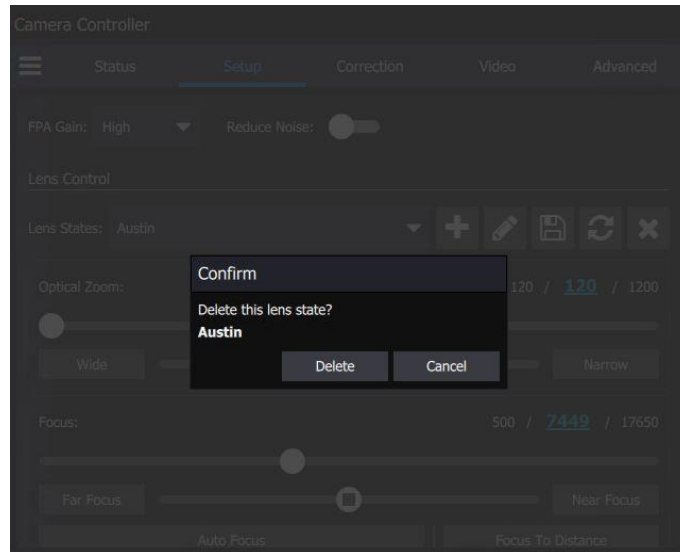 Camera Controller
Status Setup Correction Video Advanced
FPA Gain: High Reduce Noise:
Lens Control
Lens States: Austin
Confirm
Delete this lens state?
Austin
Delete Cancel
Optical Zoom: 120 / 120 / 1200
Wide Narrow
Focus: 500 / 7449 / 17650
Far Focus Near Focus
Auto Focus Focus To Distance